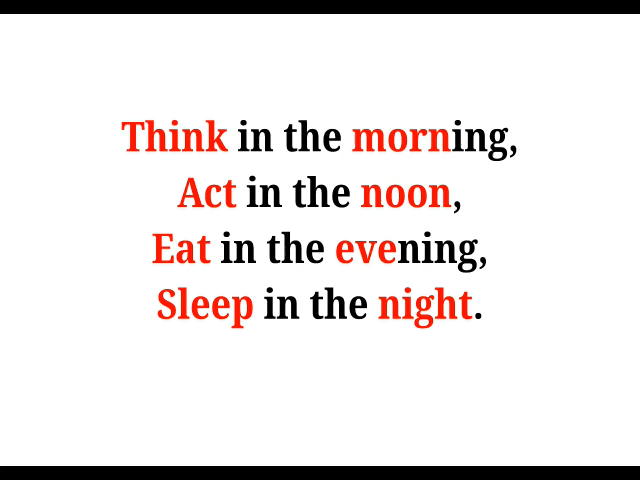 Think in the morning,
Act in the noon,
Eat in the evening,
Sleep in the night.